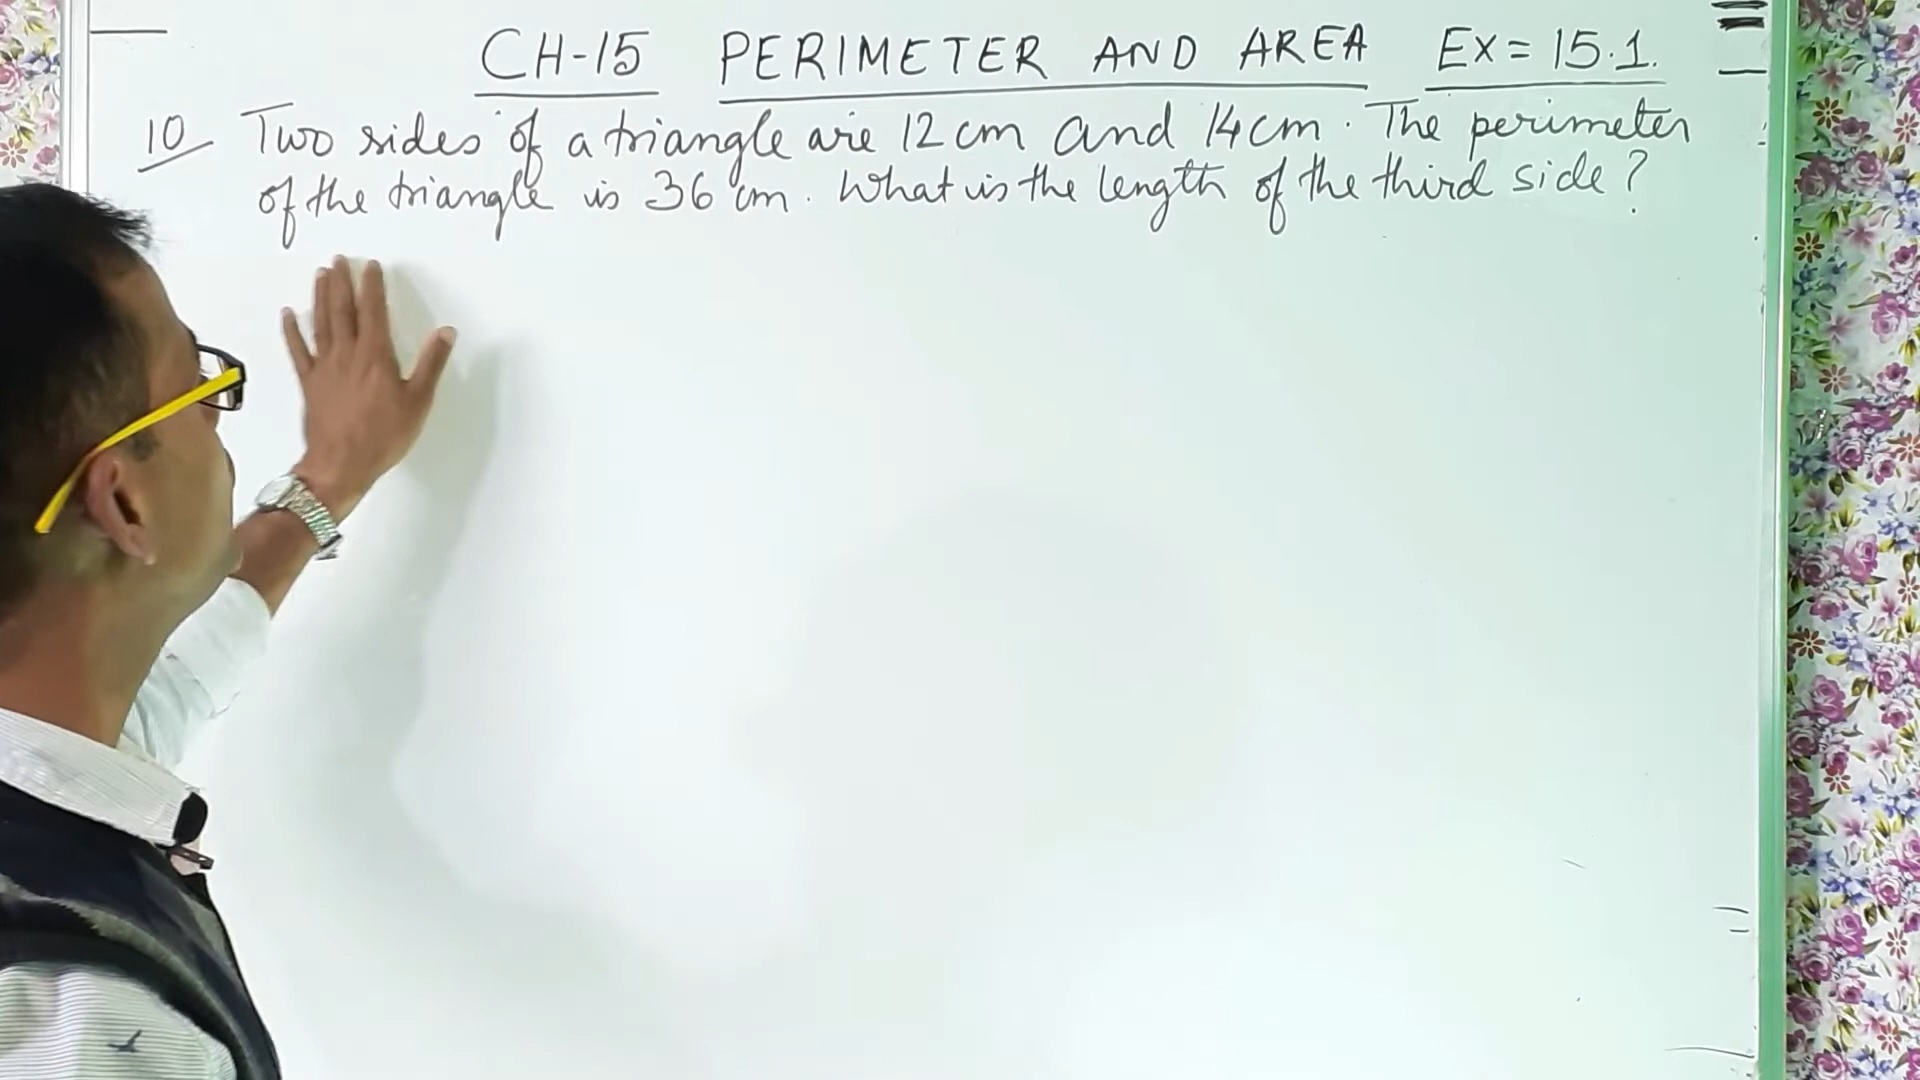 CH-15 PERIMETER AND AREA EX=15.1.
10 Two sides of a triangle are 12 cm and 14 cm. The perimeter
of the triangle is 36 cm. What is the length of the third side?